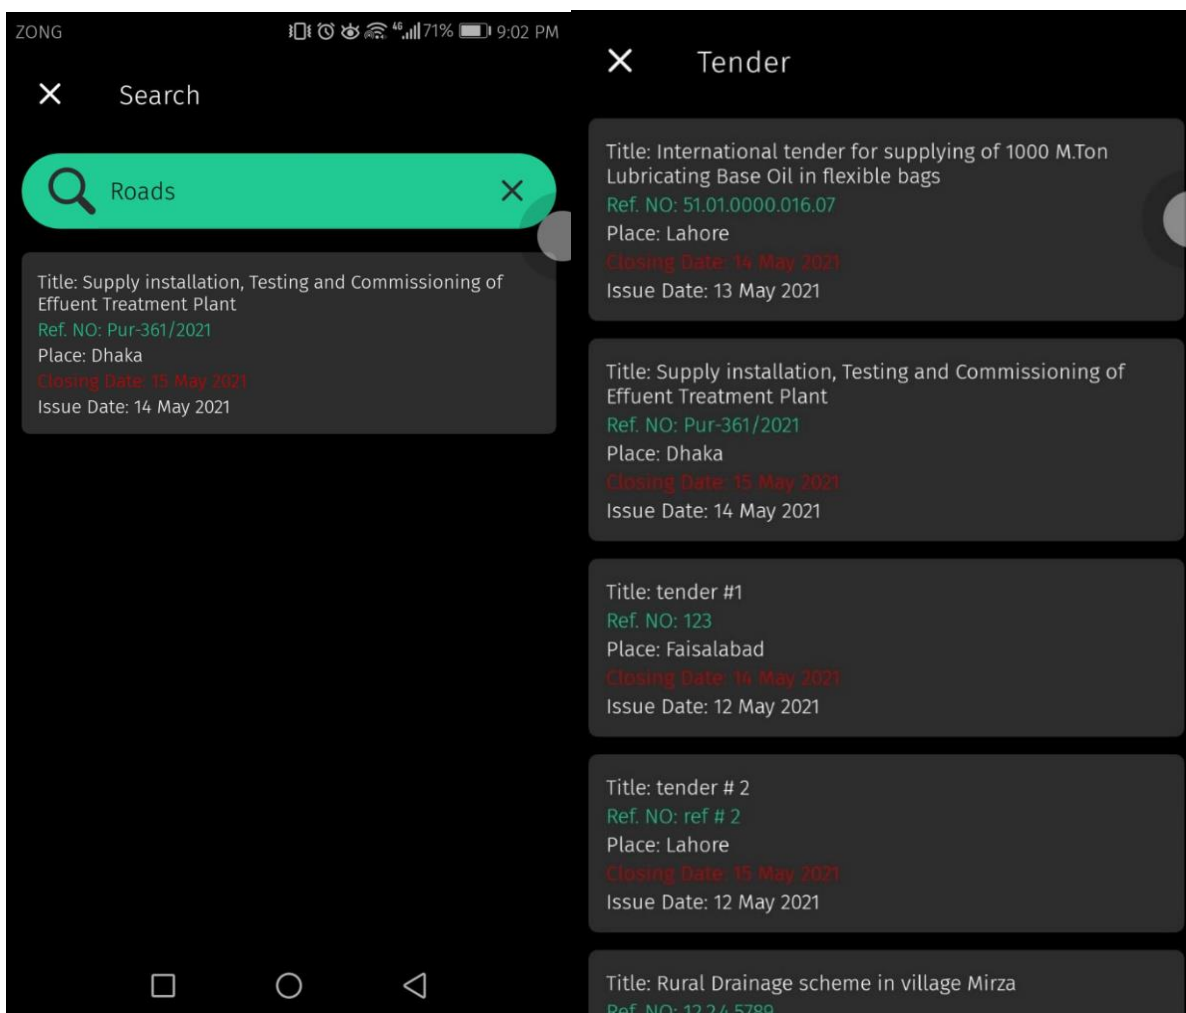 ZONG
4G 71% 9:02 PM
Search
Roads
Title: Supply installation, Testing and Commissioning of
Effuent Treatment Plant
Ref. NO: Pur-361/2021
Place: Dhaka
Closing Date: 15 May 2021
Issue Date: 14 May 2021
Tender
Title: International tender for supplying of 1000 M.Ton
Lubricating Base Oil in flexible bags
Ref. NO: 51.01.0000.016.07
Place: Lahore
Closing Date: 14 May 2021
Issue Date: 13 May 2021
Title: Supply installation, Testing and Commissioning of
Effuent Treatment Plant
Ref. NO: Pur-361/2021
Place: Dhaka
Closing Date: 15 May 2021
Issue Date: 14 May 2021
Title: tender #1
Ref. NO: 123
Place: Faisalabad
Closing Date: 14 May 2021
Issue Date: 12 May 2021
Title: tender # 2
Ref. NO: ref # 2
Place: Lahore
Closing Date: 15 May 2021
Issue Date: 12 May 2021
Title: Rural Drainage scheme in village Mirza
Ref. NO: 12.2.4.5789